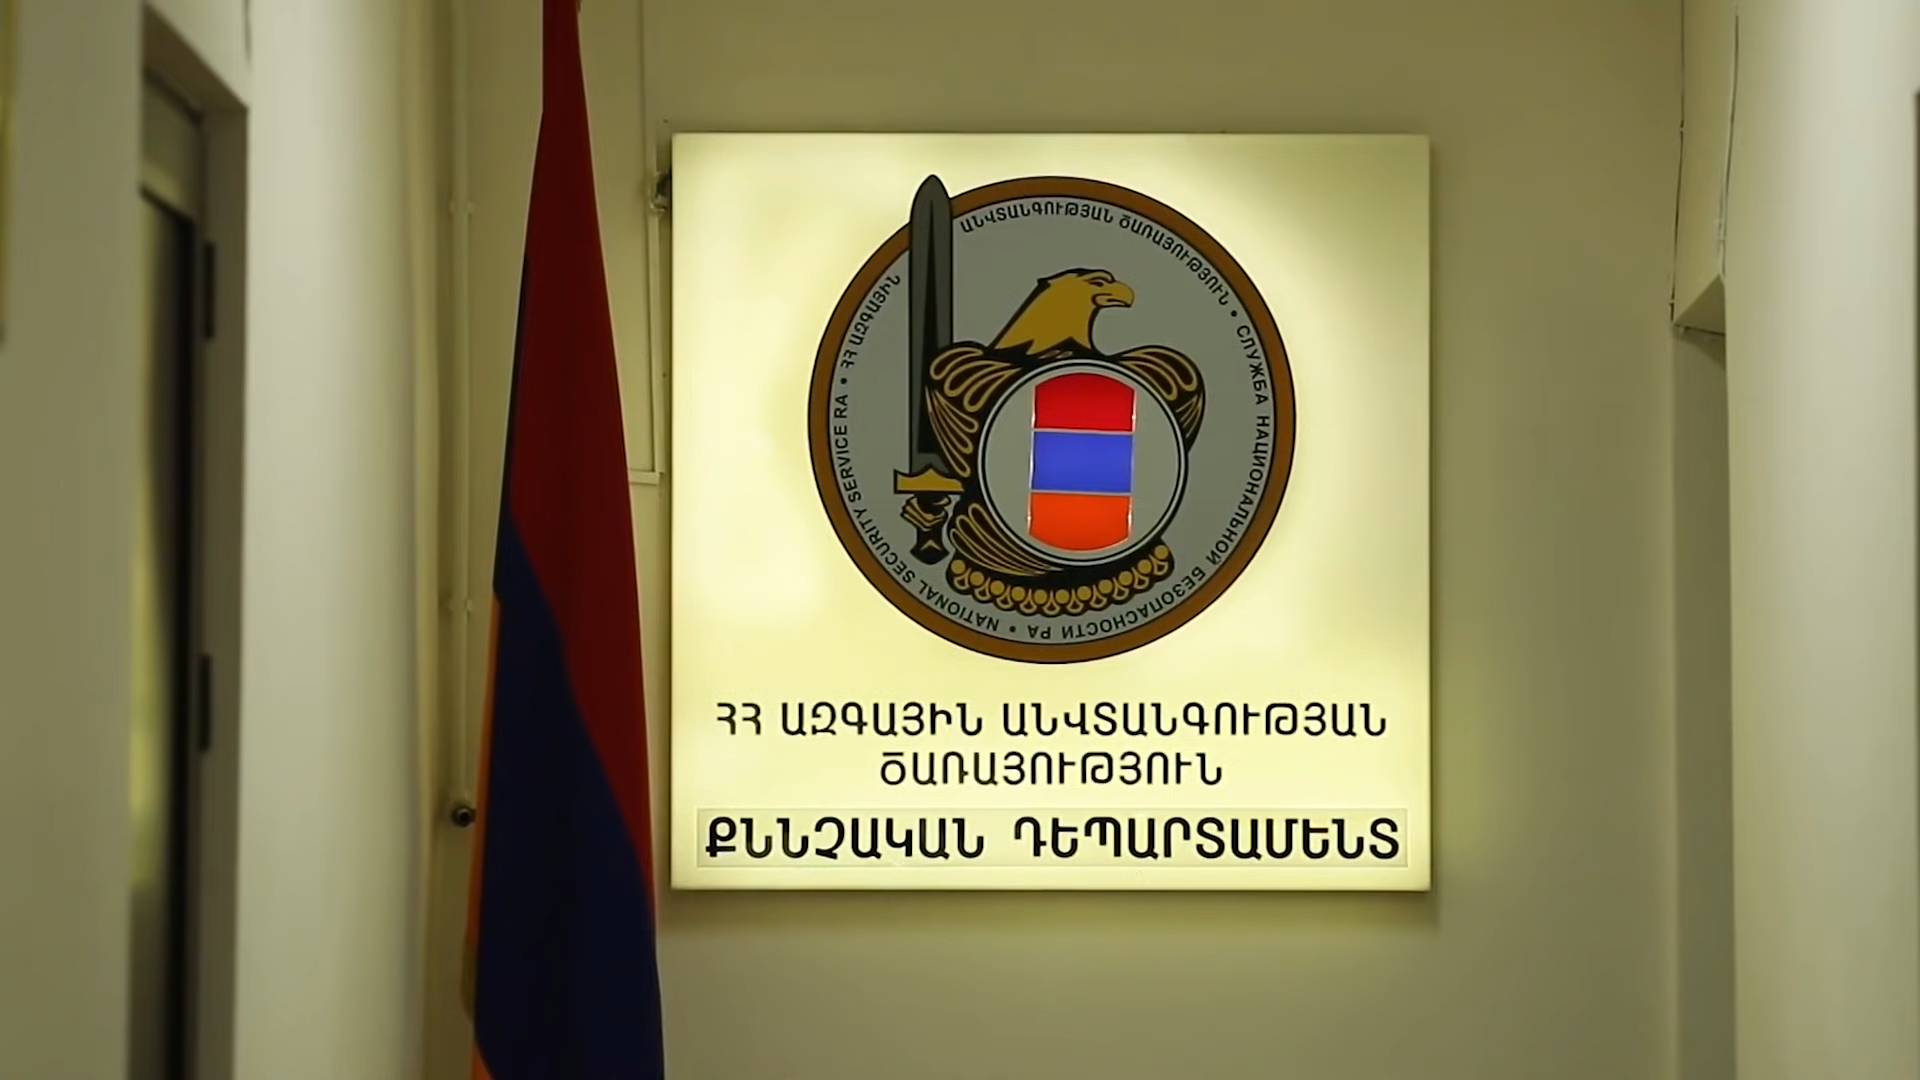 ՀՀ ԱԶԳԱՅԻՆ ԱՆՎՏԱՆԳՈՒԹՅԱՆ ԾԱՌԱՅՈՒԹՅՈՒՆ • СЛУЖБА НАЦИОНАЛЬНОЙ БЕЗОПАСНОСТИ РА • NATIONAL SECURITY SERVICE RA •
ՀՀ ԱԶԳԱՅԻՆ ԱՆՎՏԱՆԳՈՒԹՅԱՆ
ԾԱՌԱՅՈՒԹՅՈՒՆ
ՔՆՆՉԱԿԱՆ ԴԵՊԱՐՏԱՄԵՆՏ